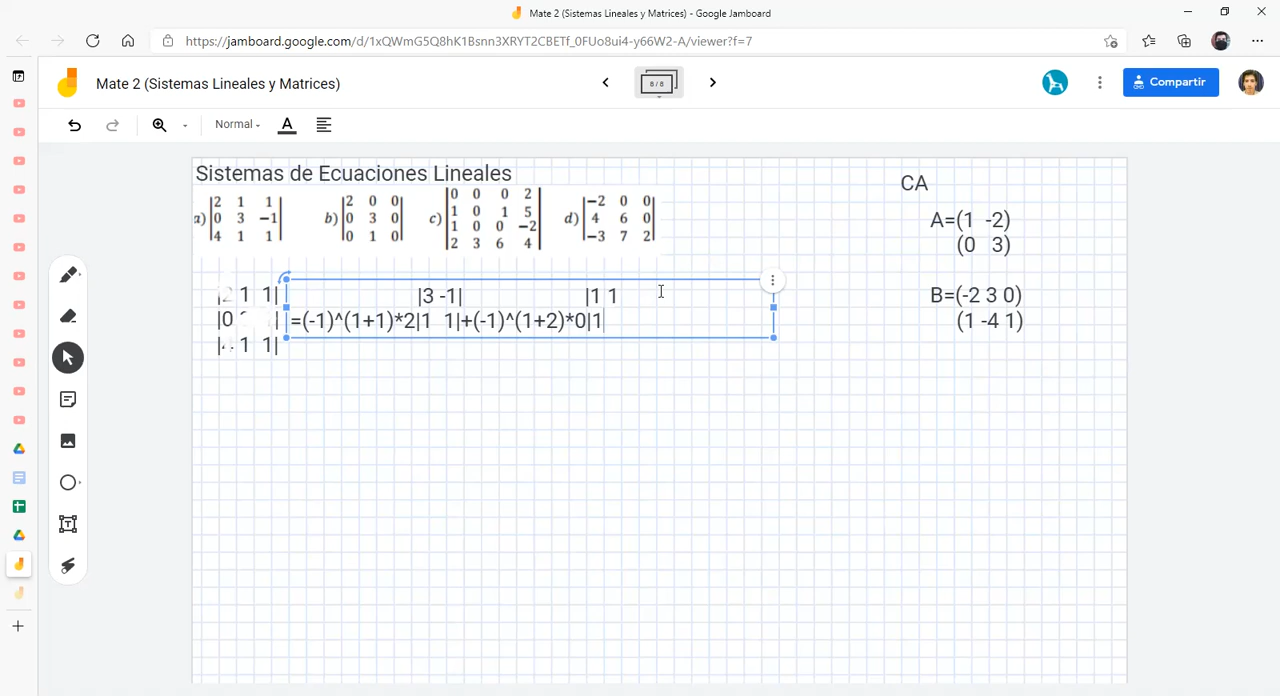 Mate 2 (Sistemas Lineales y Matrices) - Google Jamboard
https://jamboard.google.com/d/1xQWmG5Q8hK1Bsnn3XRYT2CBETf_0FUo8ui4-y66W2-A/viewer?f=7
Mate 2 (Sistemas Lineales y Matrices)
8 / 8
Compartir
Normal
A
Sistemas de Ecuaciones Lineales
a) |2 1 1| b) |2 0 0| c) |0 0 0 2| d) |−2 0 0|
|0 3 −1| |0 3 0| |1 0 1 5| |4 6 0|
|4 1 1| |0 1 0| |1 0 0 −2| |−3 7 2|
|2 3 6 4|
CA
A=(1 -2)
(0 3)
B=(-2 3 0)
(1 -4 1)
|2 1 1| |3 -1| |1 1
|0 |=(-1)^(1+1)*2|1 1|+(-1)^(1+2)*0|1
1 1|